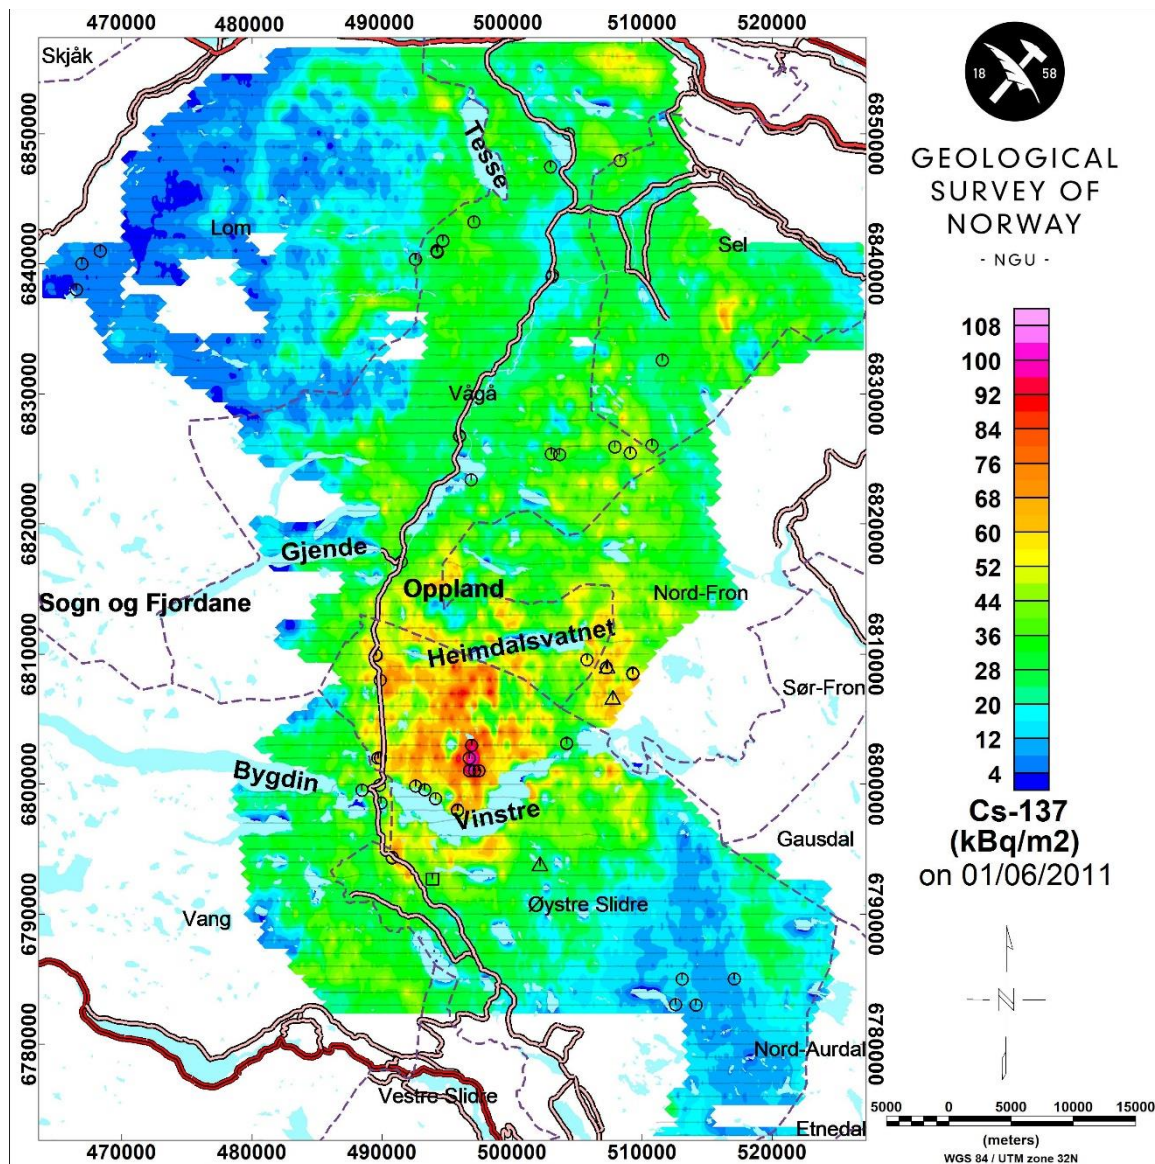 470000 480000 490000 500000 510000 520000
Skjåk
6850000 6850000
Tesse
Lom
Sel
6840000 6840000
Vågå
6830000 6830000
6820000 6820000
Gjende
Oppland
Nord-Fron
Sogn og Fjordane
6810000 6810000
Heimdalsvatnet
Sør-Fron
Bygdin
6800000 6800000
Vinstre
Gausdal
Øystre Slidre
6790000 6790000
Vang
6780000 6780000
Nord-Aurdal
Vestre Slidre
Etnedal
470000 480000 490000 500000 510000 520000
18 58
GEOLOGICAL
SURVEY OF
NORWAY
- NGU -
108
100
92
84
76
68
60
52
44
36
28
20
12
4
Cs-137
(kBq/m2)
on 01/06/2011
N
5000 0 5000 10000 15000
(meters)
WGS 84 / UTM zone 32N